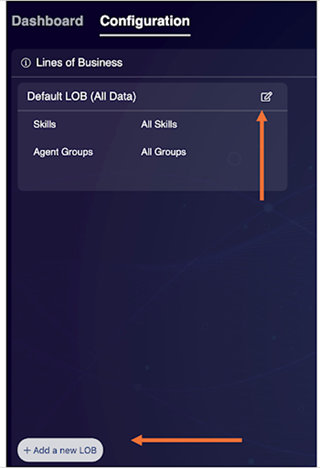 Dashboard Configuration
Lines of Business
Default LOB (All Data)
Skills All Skills
Agent Groups All Groups
+ Add a new LOB